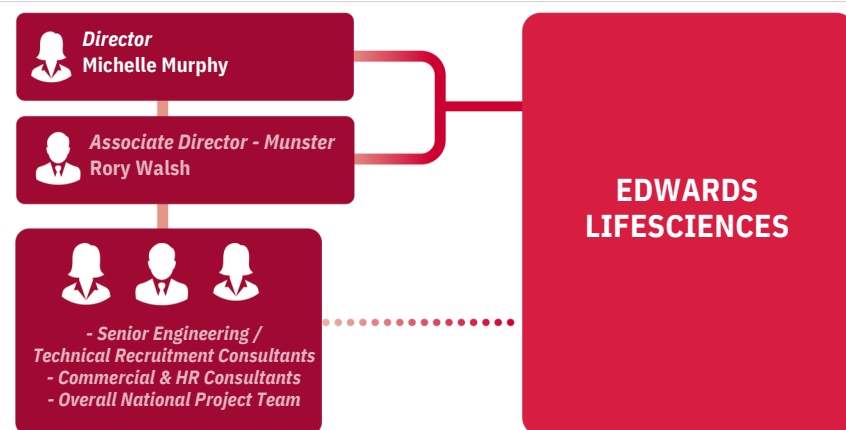 Director
Michelle Murphy
Associate Director - Munster
Rory Walsh
- Senior Engineering /
Technical Recruitment Consultants
- Commercial & HR Consultants
- Overall National Project Team
EDWARDS
LIFESCIENCES